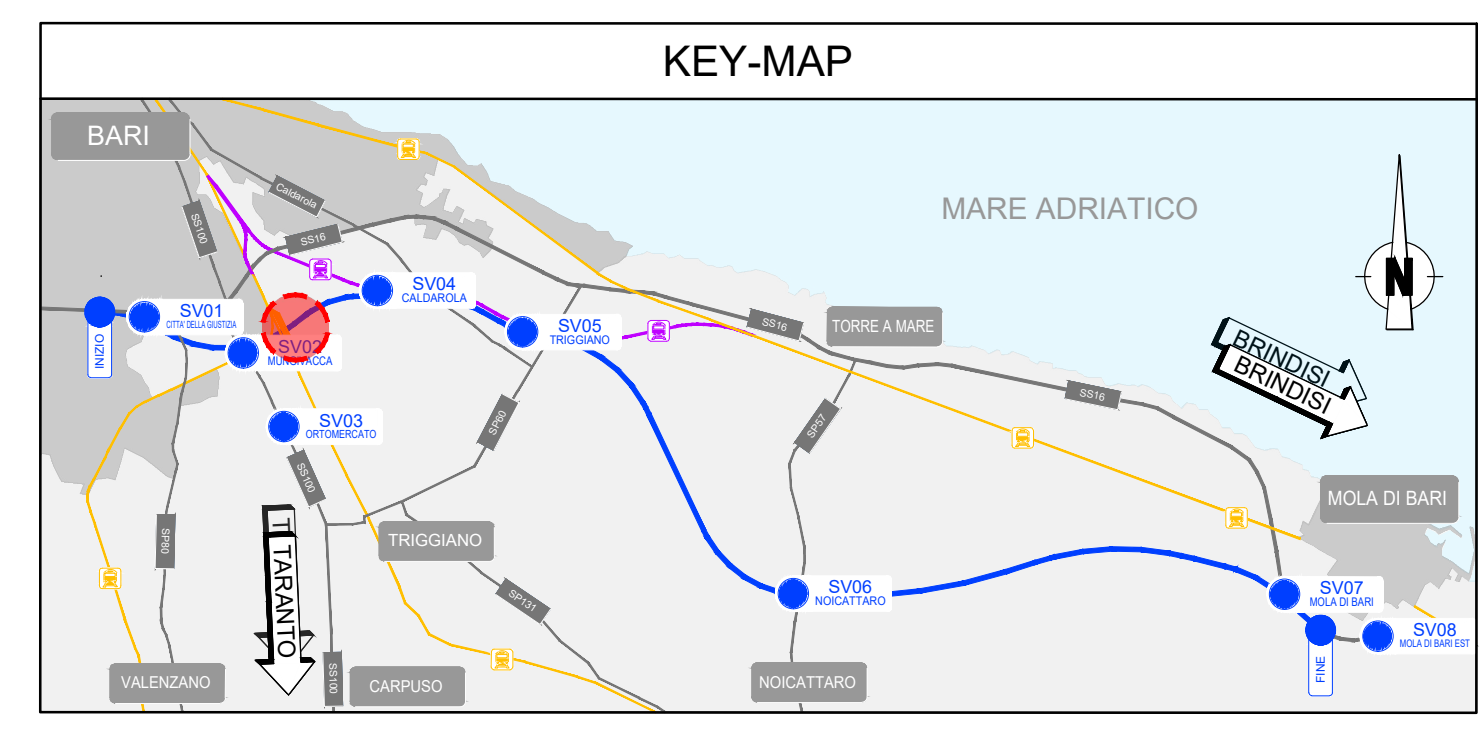 KEY-MAP
BARI
MARE ADRIATICO
N
Caldarola
SS100
SS16
SV04
CALDAROLA
SV01
CITTA' DELLA GIUSTIZIA
INIZIO
SV02
MUNGIVACCA
SV05
TRIGGIANO
SS16
TORRE A MARE
BRINDISI
BRINDISI
SV03
ORTOMERCATO
SP60
SP57
SS16
SS100
MOLA DI BARI
SP80
TRIGGIANO
TARANTO
SP131
SV06
NOICATTARO
SV07
MOLA DI BARI
SV08
MOLA DI BARI EST
FINE
VALENZANO
SS100
CARPUSO
NOICATTARO